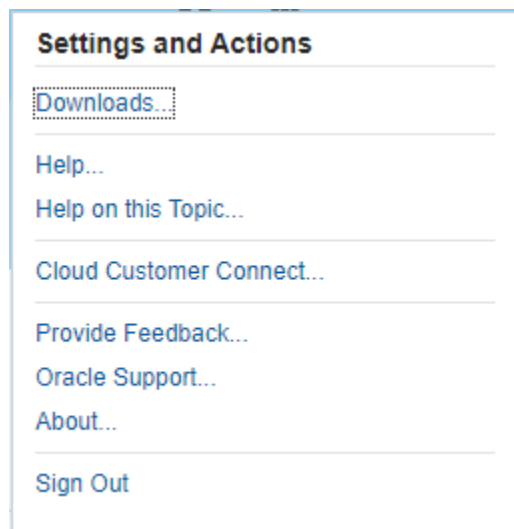 Settings and Actions
Downloads...
Help...
Help on this Topic...
Cloud Customer Connect...
Provide Feedback...
Oracle Support...
About...
Sign Out